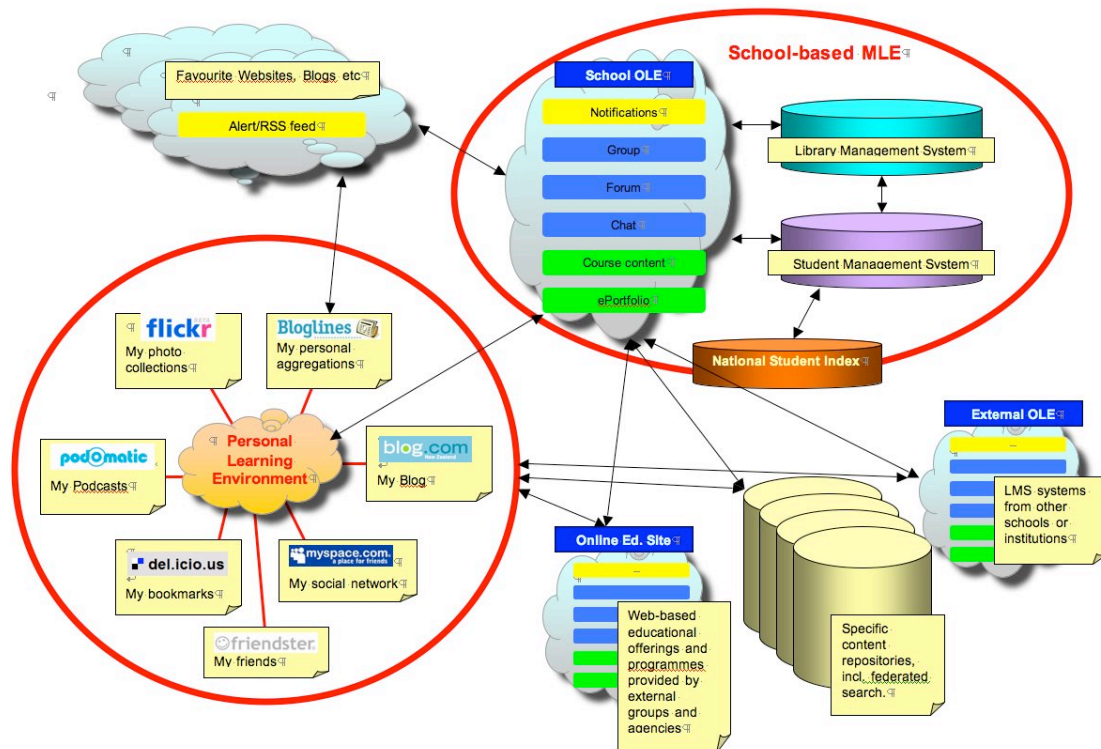 Favourite Websites, Blogs etc¶
Alert/RSS feed¶
School-based MLE¶
School OLE¶
Notifications¶
Group¶
Forum¶
Chat¶
Course content¶
ePortfolio¶
Library Management System¶
Student Management System¶
National Student Index¶
flickr
BETA
My photo
collections¶
Bloglines
My personal
aggregations¶
Personal
Learning
Environment¶
podOmatic
My Podcasts¶
blog.com
New Zealand
My Blog¶
del.icio.us
My bookmarks¶
myspace.com.
a place for friends
My social network¶
friendster.
My friends¶
Online Ed. Site¶
Web-based
educational
offerings and
programmes
provided by
external
groups and
agencies¶
Specific
content
repositories,
incl. federated
search.¶
External OLE¶
LMS systems
from other
schools or
institutions¶